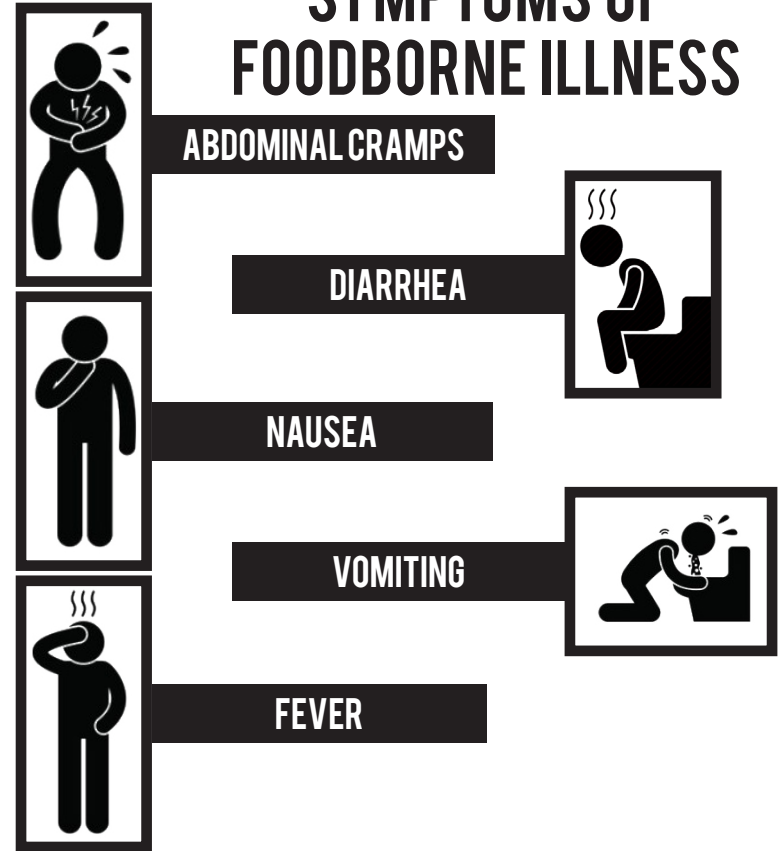 SYMPTOMS OF
FOODBORNE ILLNESS
ABDOMINAL CRAMPS
DIARRHEA
NAUSEA
VOMITING
FEVER